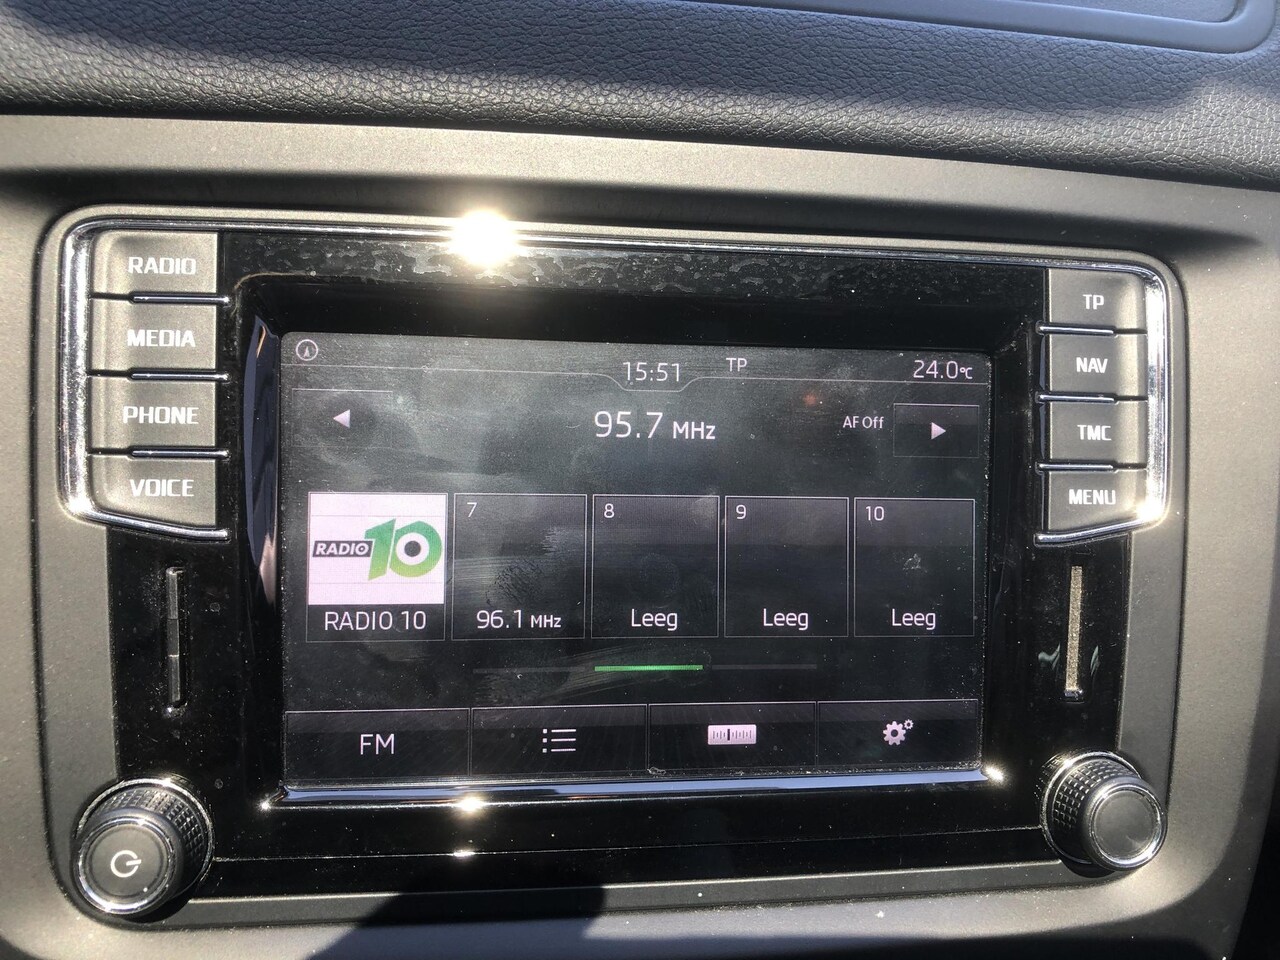 RADIO
MEDIA
PHONE
VOICE
TP
NAV
TMC
MENU
15:51 TP 24.0°C
95.7 MHz AF Off
RADIO 10
RADIO 10
7
96.1 MHz
8
Leeg
9
Leeg
10
Leeg
FM